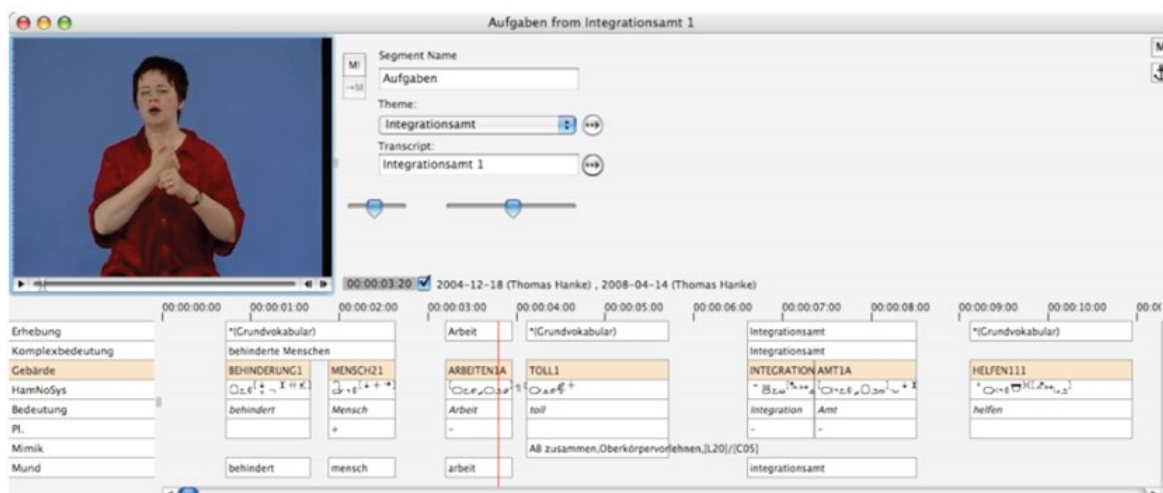 Aufgaben from Integrationsamt 1
M!
→M
Segment Name
Aufgaben
Theme:
Integrationsamt
Transcript:
Integrationsamt 1
M
00:00:03:20 2004-12-18 (Thomas Hanke) , 2008-04-14 (Thomas Hanke)
00:00:00:00 00:00:01:00 00:00:02:00 00:00:03:00 00:00:04:00 00:00:05:00 00:00:06:00 00:00:07:00 00:00:08:00 00:00:09:00 00:00:10:00
Erhebung *(Grundvokabular) Arbeit *(Grundvokabular) Integrationsamt *(Grundvokabular)
Komplexbedeutung behinderte Menschen Integrationsamt
Gebärde BEHINDERUNG1 MENSCH21 ARBEITEN1A TOLL1 INTEGRATION AMT1A HELFEN111
HamNoSys
Bedeutung behindert Mensch Arbeit toll Integration Amt helfen
Pl. + - - -
Mimik AB zusammen,Oberkörpervorlehnen,[L20]/[C05]
Mund behindert mensch arbeit integrationsamt